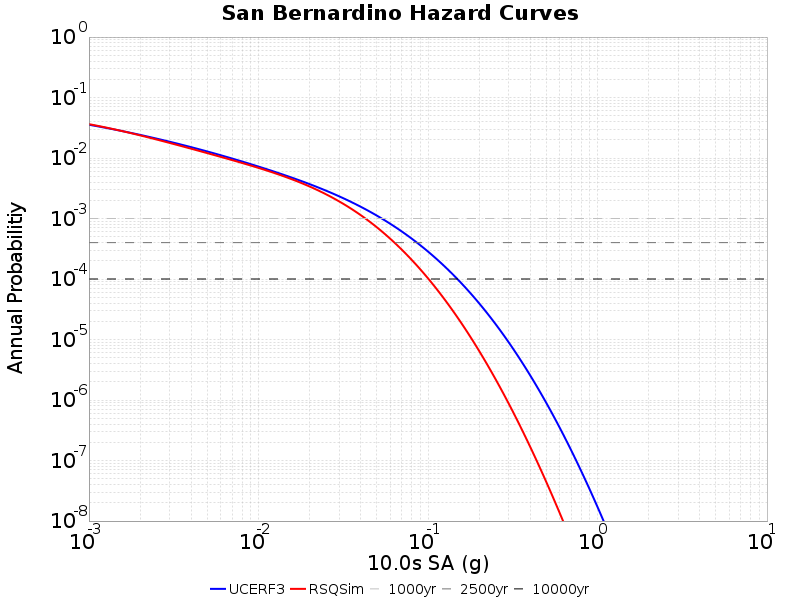 San Bernardino Hazard Curves
Annual Probabilitiy
10^0
10^-1
10^-2
10^-3
10^-4
10^-5
10^-6
10^-7
10^-8
10^-3 10^-2 10^-1 10^0 10^1
10.0s SA (g)
UCERF3 RSQSim 1000yr 2500yr 10000yr